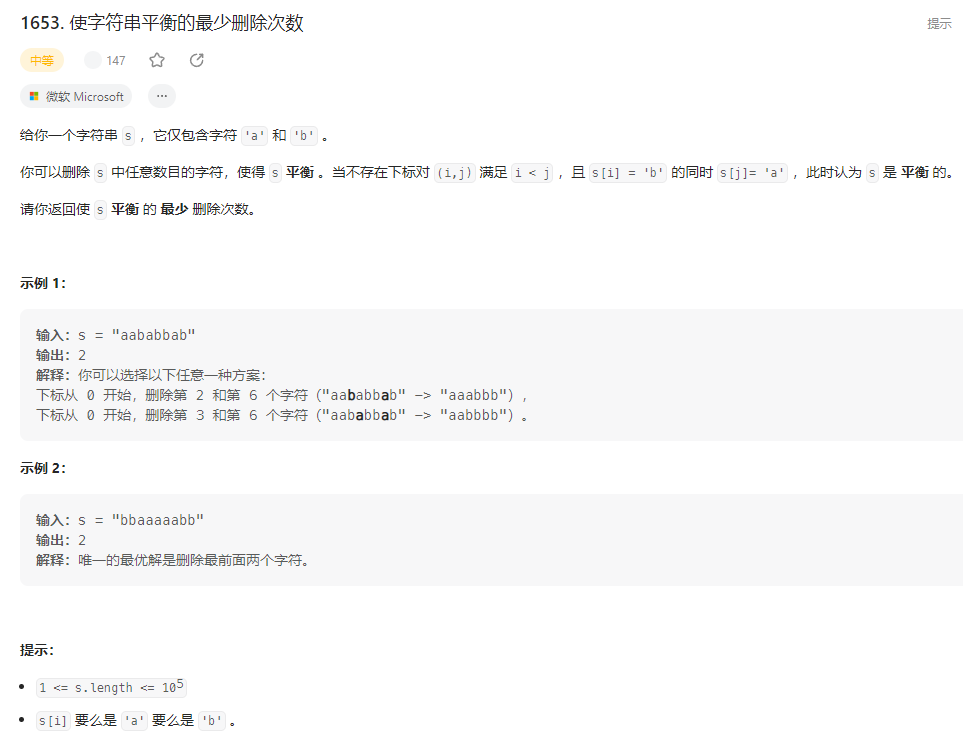 1653. 使字符串平衡的最少删除次数
提示
中等
147
微软 Microsoft
...
给你一个字符串 s ，它仅包含字符 'a' 和 'b' 。
你可以删除 s 中任意数目的字符，使得 s 平衡 。当不存在下标对 (i,j) 满足 i < j ，且 s[i] = 'b' 的同时 s[j]= 'a' ，此时认为 s 是 平衡 的。
请你返回使 s 平衡 的 最少 删除次数。
示例 1：
输入：s = "aababbab"
输出：2
解释：你可以选择以下任意一种方案：
下标从 0 开始，删除第 2 和第 6 个字符（"aababbab" -> "aaabbb"），
下标从 0 开始，删除第 3 和第 6 个字符（"aababbab" -> "aabbbb"）。
示例 2：
输入：s = "bbaaaaabb"
输出：2
解释：唯一的最优解是删除最前面两个字符。
提示：
• 1 <= s.length <= 10⁵
• s[i] 要么是 'a' 要么是 'b' 。